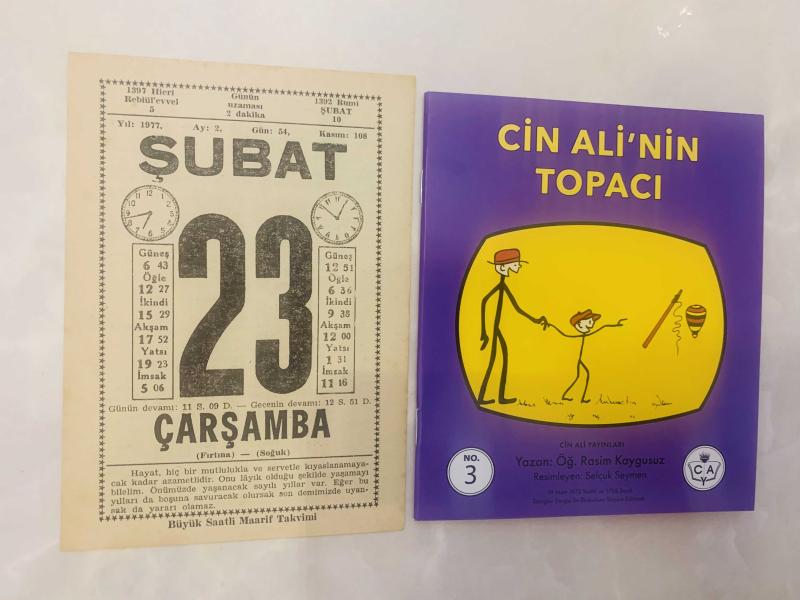 1397 Hicri
Rebiül'evvel
5
Günün
uzaması
2 dakika
1392 Rumi
ŞUBAT
10
Yıl: 1977, Ay: 2, Gün: 54, Kasım: 108
ŞUBAT
23
Güneş
6 43
Öğle
12 27
İkindi
15 29
Akşam
17 52
Yatsı
19 23
İmsak
5 06
Güneş
12 51
Öğle
6 36
İkindi
9 38
Akşam
12 00
Yatsı
1 31
İmsak
11 16
Günün devamı: 11 S. 09 D. — Gecenin devamı: 12 S. 51 D.
ÇARŞAMBA
(Fırtına) — (Soğuk)
Hayat, hiç bir mutlulukla ve servetle kıyaslanamaya-
cak kadar azametlidir. Onu lâyık olduğu şekilde yaşamayı
bilelim. Önümüzde yaşanacak sayılı yıllar var. Eğer bu
yılları da boşuna savuracak olursak son demimizde uyan-
sak da yararı olamaz.
Büyük Saatli Maarif Takvimi
CİN ALİ'NİN
TOPACI
CİN ALİ YAYINLARI
Yazan: Öğ. Rasim Kaygusuz
Resimleyen: Selçuk Seymen
NO.
3
C A
Y